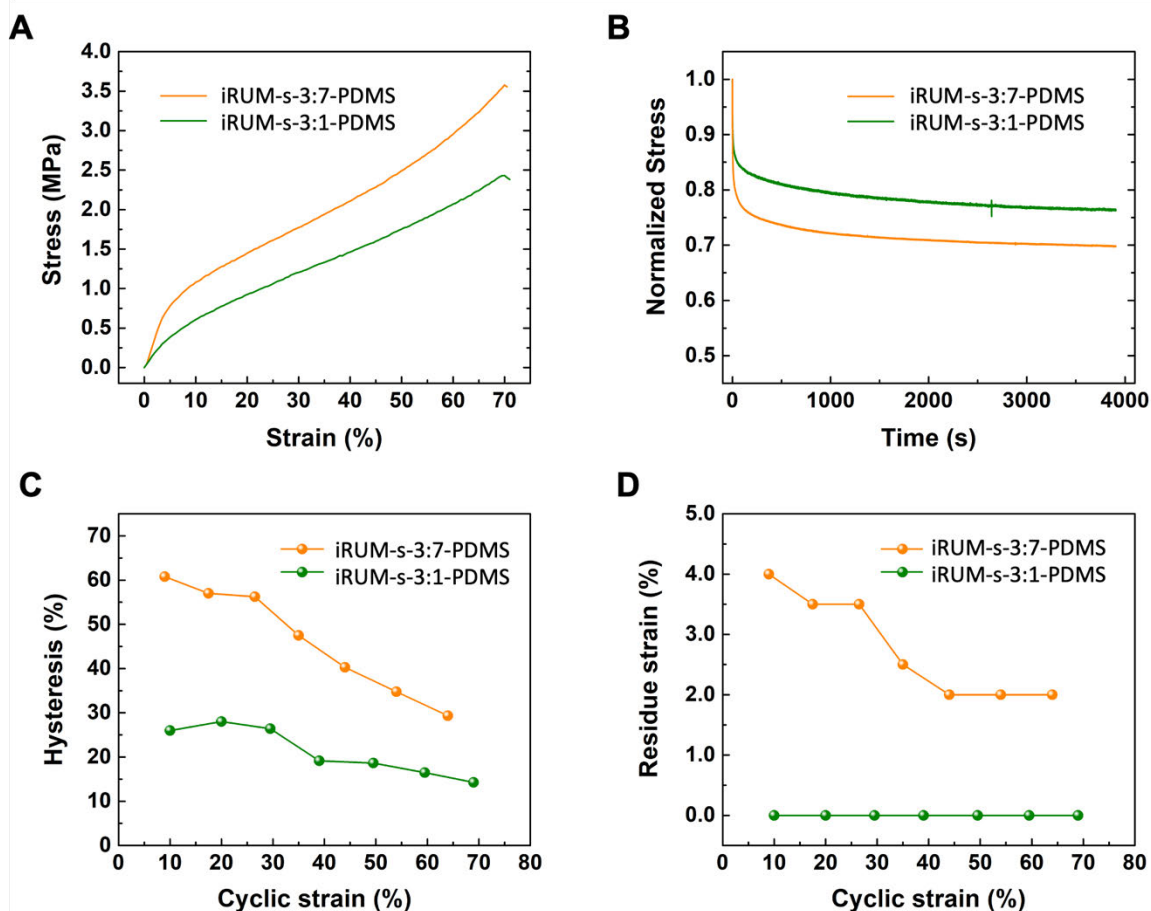 A
4.0
3.5
3.0
2.5
2.0
1.5
1.0
0.5
0.0
Stress (MPa)
iRUM-s-3:7-PDMS
iRUM-s-3:1-PDMS
0 10 20 30 40 50 60 70
Strain (%)
B
1.0
0.9
0.8
0.7
0.6
0.5
Normalized Stress
iRUM-s-3:7-PDMS
iRUM-s-3:1-PDMS
0 1000 2000 3000 4000
Time (s)
C
70
60
50
40
30
20
10
Hysteresis (%)
iRUM-s-3:7-PDMS
iRUM-s-3:1-PDMS
0 10 20 30 40 50 60 70 80
Cyclic strain (%)
D
5.0
4.0
3.0
2.0
1.0
0.0
Residue strain (%)
iRUM-s-3:7-PDMS
iRUM-s-3:1-PDMS
0 10 20 30 40 50 60 70 80
Cyclic strain (%)